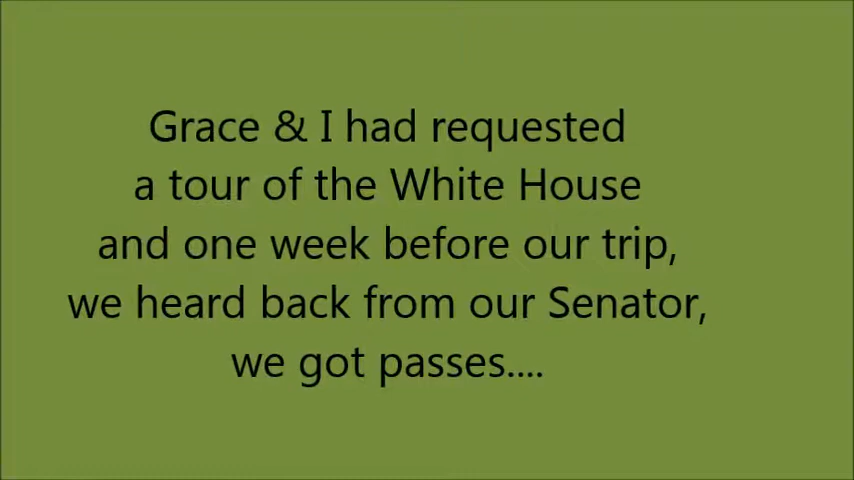 Grace & I had requested
a tour of the White House
and one week before our trip,
we heard back from our Senator,
we got passes....